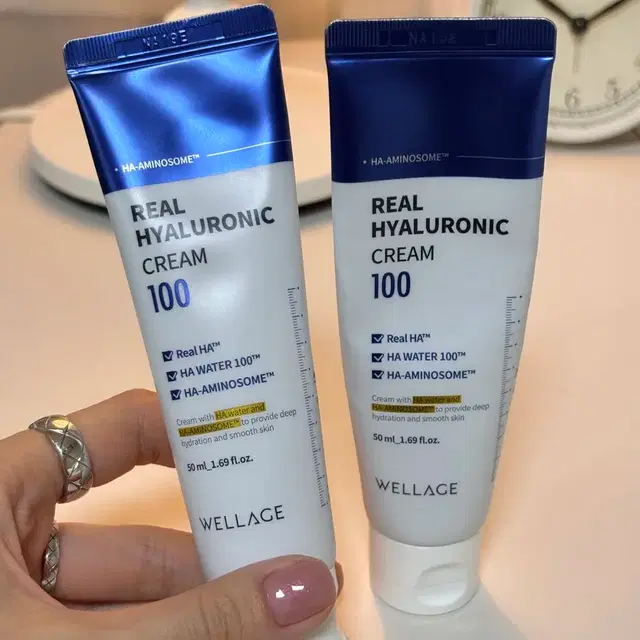 HA-AMINOSOME™
REAL
HYALURONIC
CREAM
100
Real HA™
HA WATER 100™
HA-AMINOSOME™
Cream with HA water and
HA-AMINOSOME™ to provide deep
hydration and smooth skin
50 ml_1.69 fl.oz.
WELLAGE
HA-AMINOSOME™
REAL
HYALURONIC
CREAM
100
Real HA™
HA WATER 100™
HA-AMINOSOME™
Cream with HA water and
HA-AMINOSOME™ to provide deep
hydration and smooth skin
50 ml_1.69 fl.oz.
WELLAGE